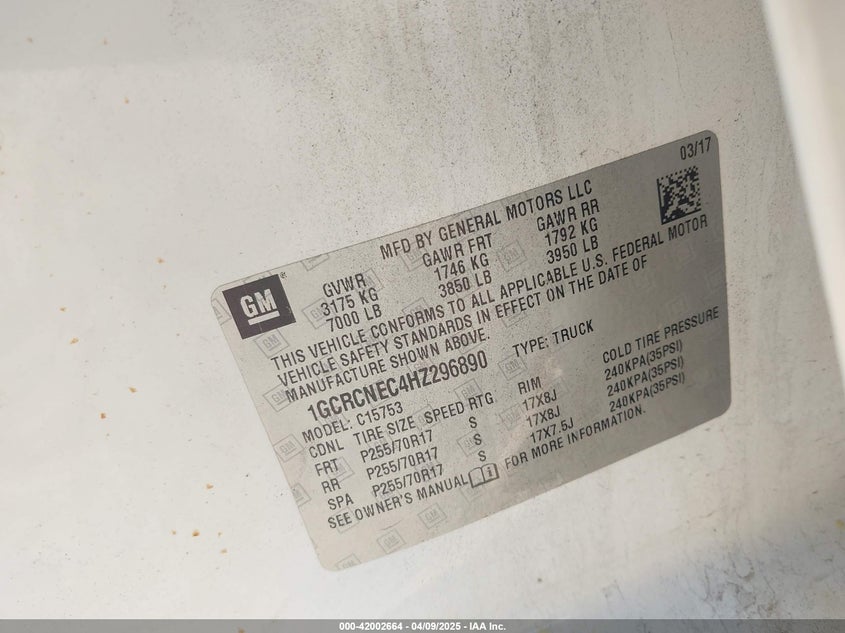 03/17
MFD BY GENERAL MOTORS LLC
GM®
GVWR GAWR FRT GAWR RR
3175 KG 1746 KG 1792 KG
7000 LB 3850 LB 3950 LB
THIS VEHICLE CONFORMS TO ALL APPLICABLE U.S. FEDERAL MOTOR
VEHICLE SAFETY STANDARDS IN EFFECT ON THE DATE OF
MANUFACTURE SHOWN ABOVE.
1GCRCNEC4HZ296890 TYPE: TRUCK
MODEL: C15753
CDNL TIRE SIZE SPEED RTG RIM COLD TIRE PRESSURE
FRT P255/70R17 S 17X8J 240KPA(35PSI)
RR P255/70R17 S 17X8J 240KPA(35PSI)
SPA P255/70R17 S 17X7.5J 240KPA(35PSI)
SEE OWNER'S MANUAL FOR MORE INFORMATION.
000-42002664 - 04/09/2025 - IAA Inc.